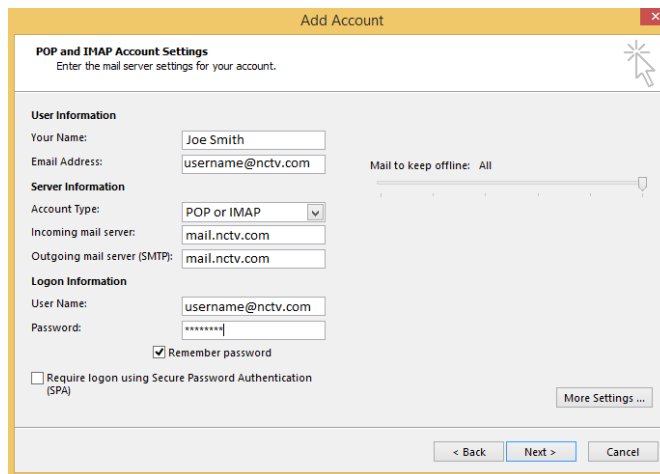 Add Account
POP and IMAP Account Settings
Enter the mail server settings for your account.
User Information
Your Name: Joe Smith
Email Address: username@nctv.com
Mail to keep offline: All
Server Information
Account Type: POP or IMAP
Incoming mail server: mail.nctv.com
Outgoing mail server (SMTP): mail.nctv.com
Logon Information
User Name: username@nctv.com
Password: ********
Remember password
Require logon using Secure Password Authentication
(SPA)
More Settings ...
< Back Next > Cancel